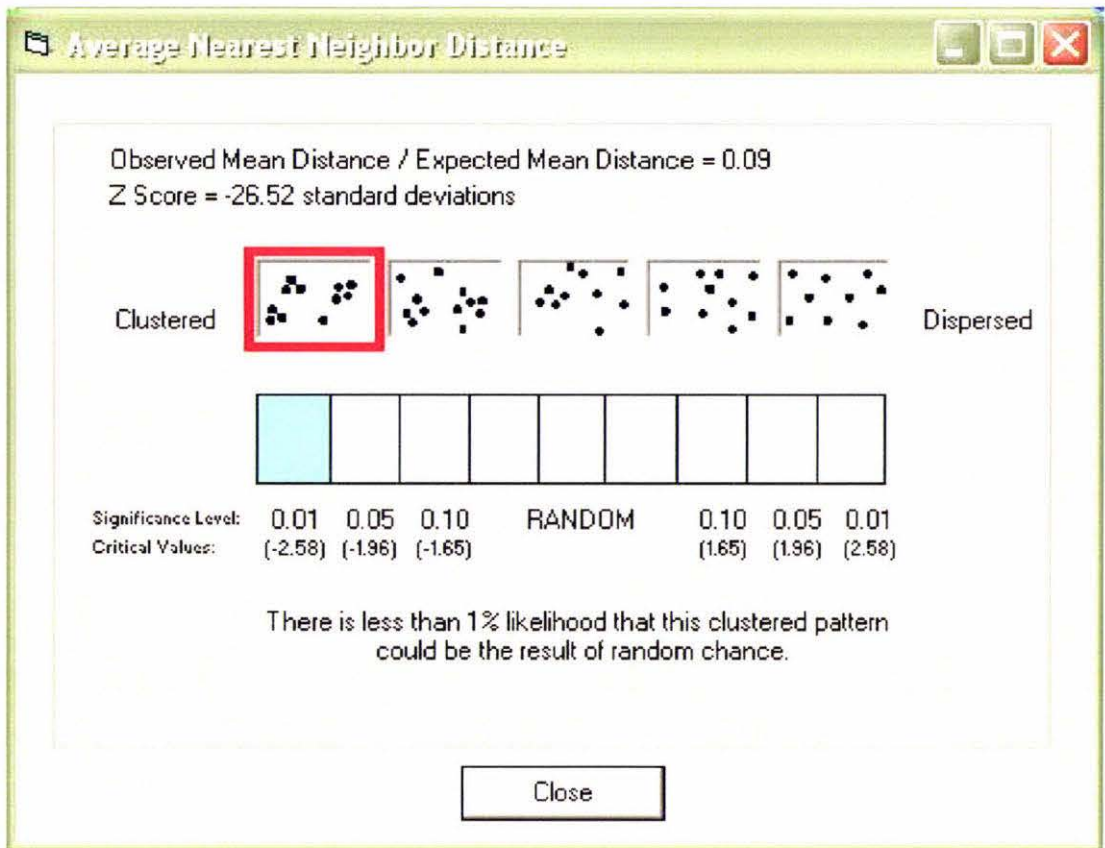 Average Nearest Neighbor Distance
Observed Mean Distance / Expected Mean Distance = 0.09
Z Score = -26.52 standard deviations
Clustered
Dispersed
Significance Level: 0.01 0.05 0.10 RANDOM 0.10 0.05 0.01
Critical Values: (-2.58) (-1.96) (-1.65) (1.65) (1.96) (2.58)
There is less than 1% likelihood that this clustered pattern
could be the result of random chance.
Close